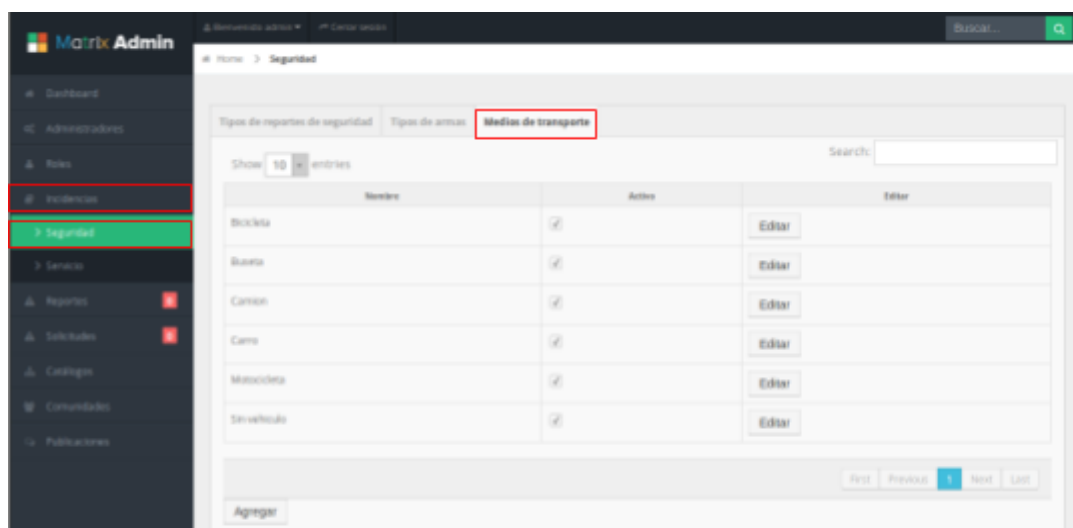 Matrix Admin
Bienvenido admin
Cerrar sesión
Buscar...
Home > Seguridad
Dashboard
Administradores
Roles
Incidencias
> Seguridad
> Servicio
Reportes
Solicitudes
Catálogos
Comunidades
Publicaciones
Tipos de reportes de seguridad
Tipos de armas
Medios de transporte
Show 10 entries
Search:
Nombre Activo Editar
Bicicleta Editar
Buseta Editar
Camion Editar
Carro Editar
Motocicleta Editar
Sin vehiculo Editar
First Previous 1 Next Last
Agregar